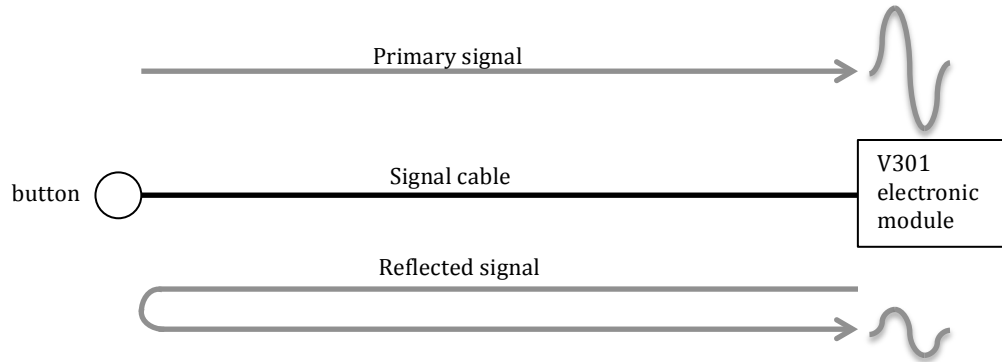 Primary signal
button
Signal cable
V301
electronic
module
Reflected signal